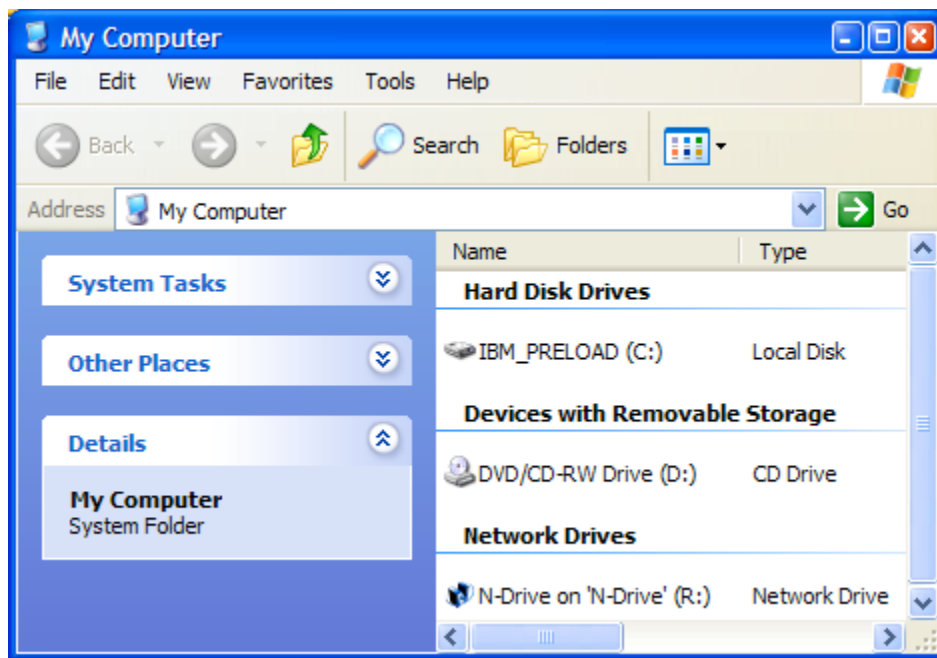 My Computer
File Edit View Favorites Tools Help
Back Search Folders
Address My Computer Go
Name Type
System Tasks
Hard Disk Drives
IBM_PRELOAD (C:) Local Disk
Other Places
Devices with Removable Storage
Details
DVD/CD-RW Drive (D:) CD Drive
My Computer
System Folder
Network Drives
N-Drive on 'N-Drive' (R:) Network Drive